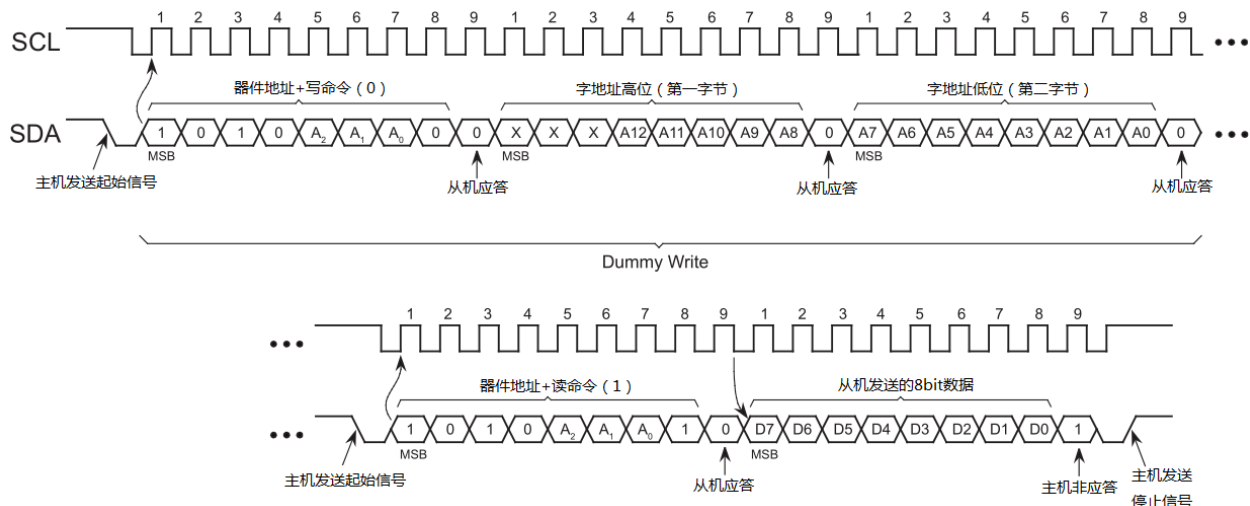 1 2 3 4 5 6 7 8 9 1 2 3 4 5 6 7 8 9 1 2 3 4 5 6 7 8 9
SCL •••
器件地址+写命令（0） 字地址高位（第一字节） 字地址低位（第二字节）
SDA 1 0 1 0 A₂ A₁ A₀ 0 0 X X X A12 A11 A10 A9 A8 0 A7 A6 A5 A4 A3 A2 A1 A0 0 •••
MSB MSB MSB
主机发送起始信号 从机应答 从机应答 从机应答
Dummy Write
1 2 3 4 5 6 7 8 9 1 2 3 4 5 6 7 8 9
•••
器件地址+读命令（1） 从机发送的8bit数据
••• 1 0 1 0 A₂ A₁ A₀ 1 0 D7 D6 D5 D4 D3 D2 D1 D0 1
MSB MSB
主机发送起始信号 从机应答 主机非应答 主机发送
停止信号